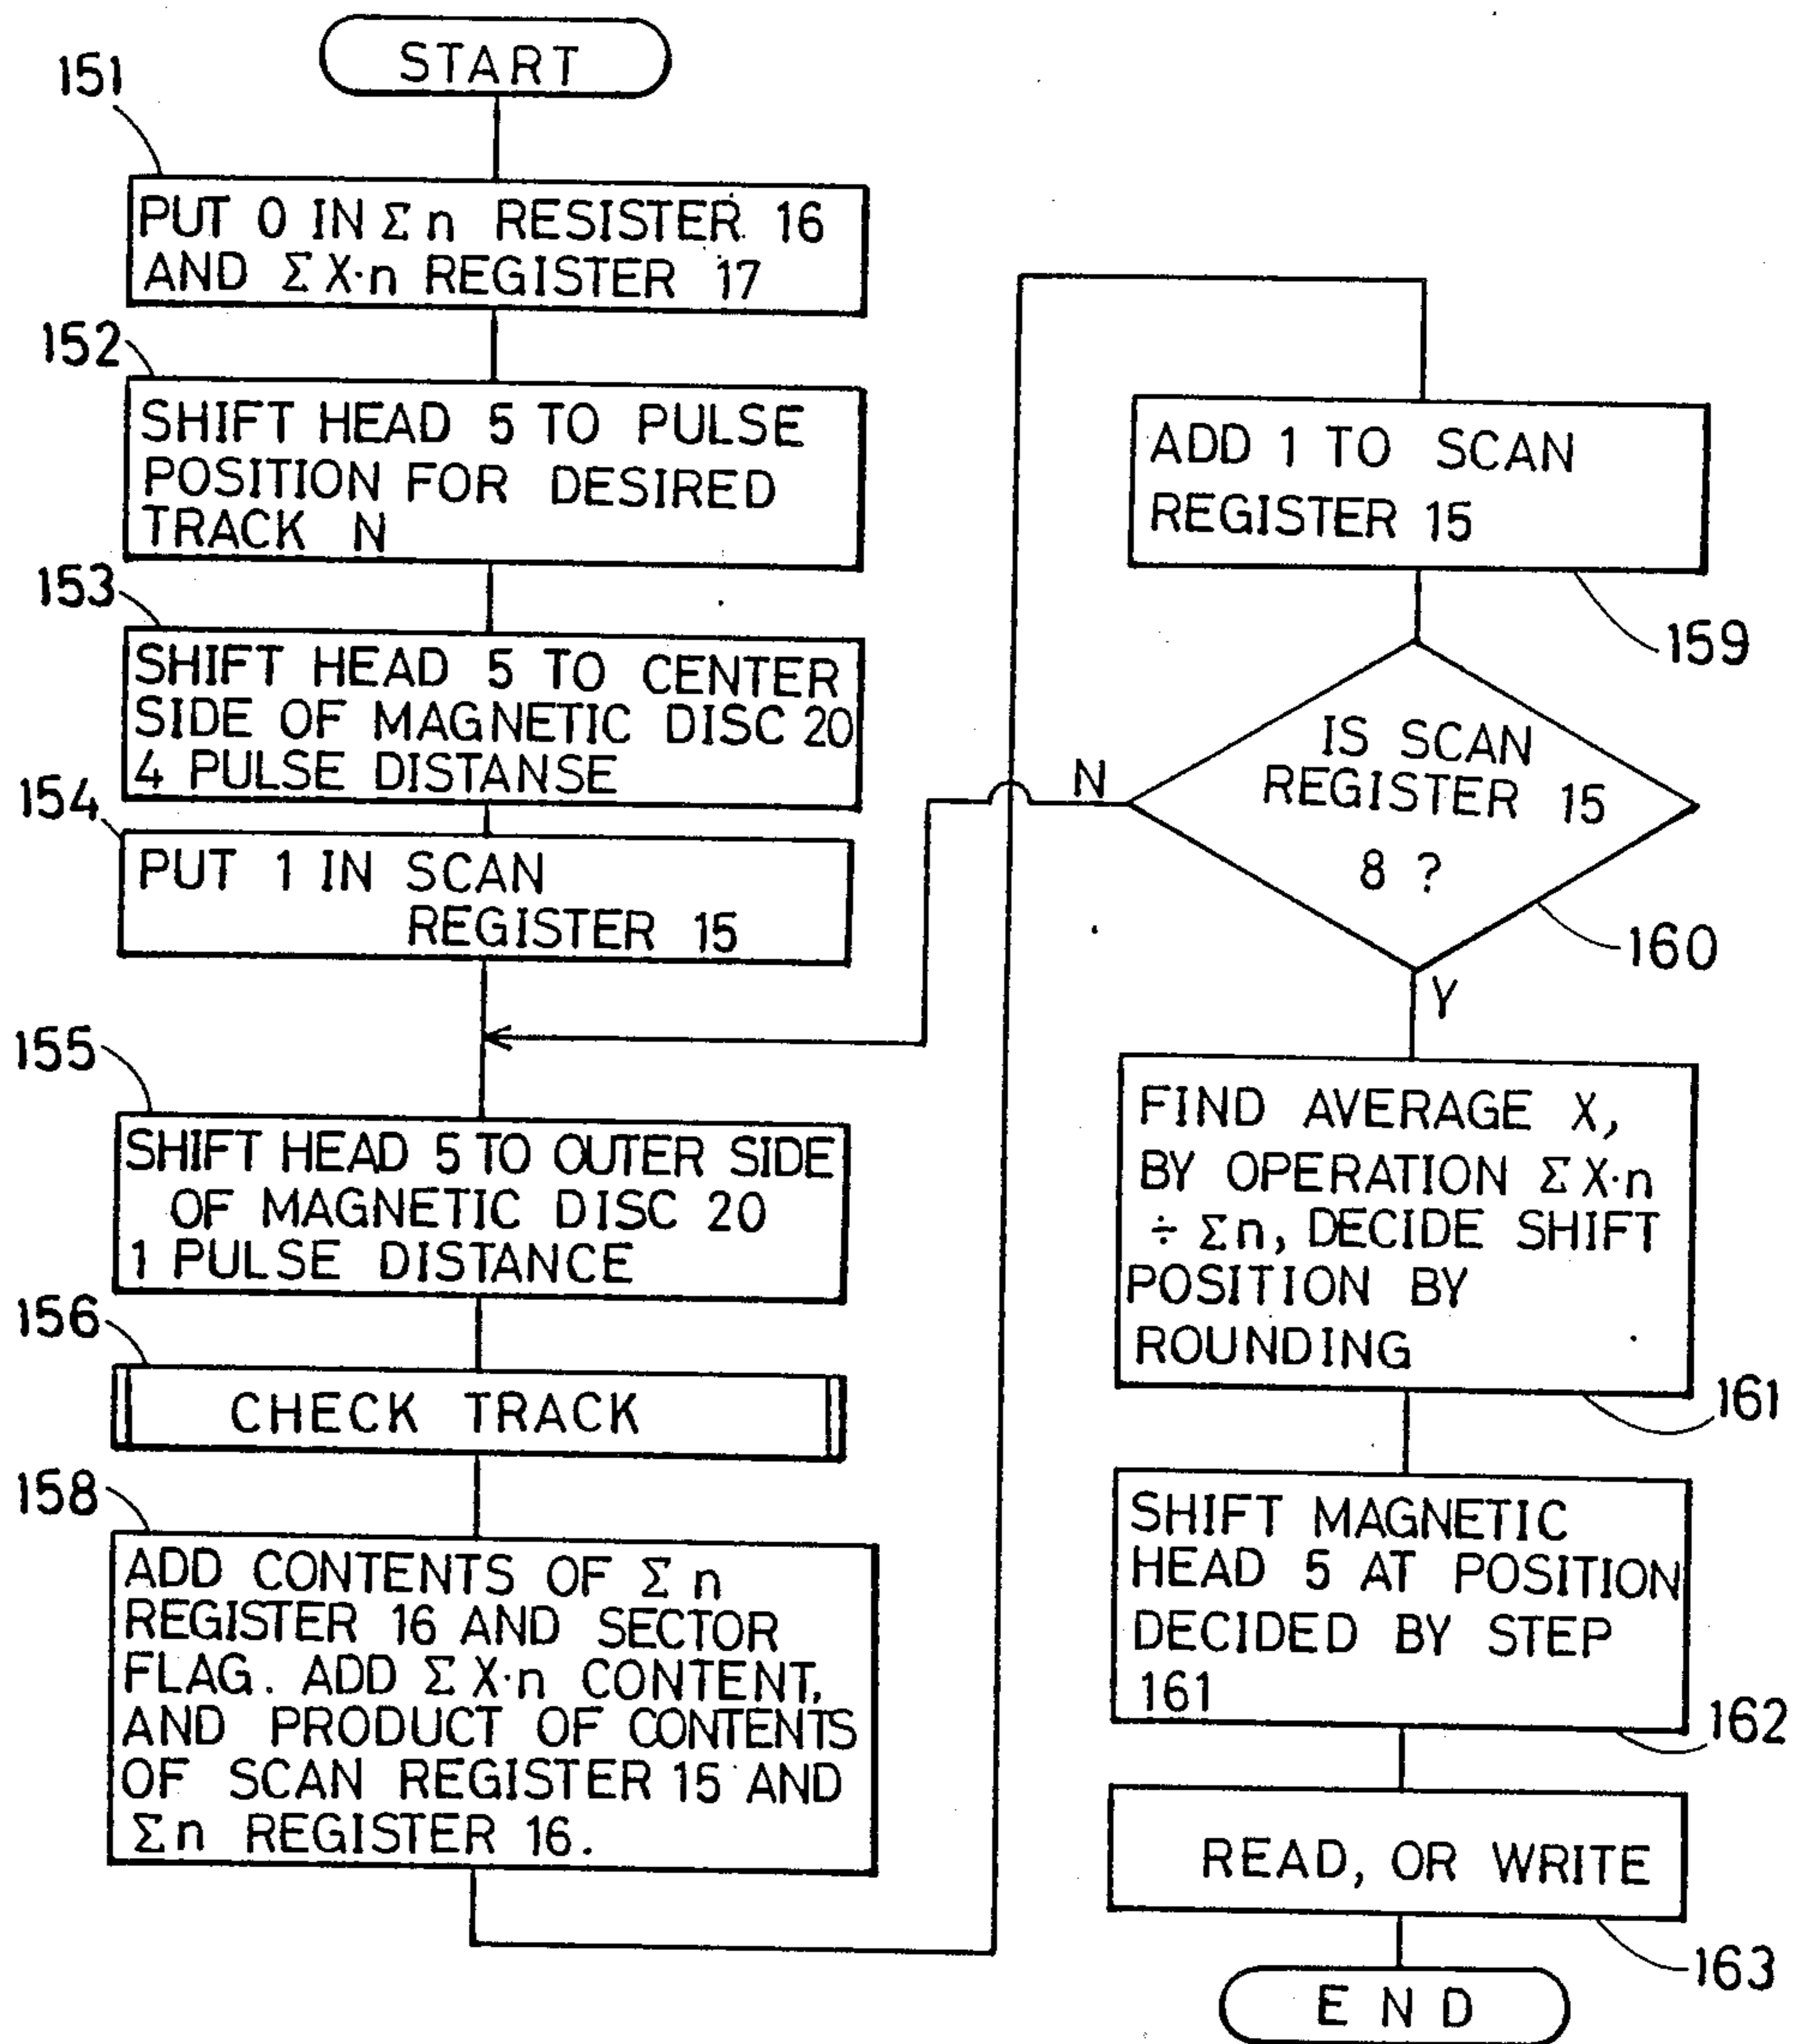 START
151
PUT 0 IN Σn RESISTER 16
AND ΣX·n REGISTER 17
152
SHIFT HEAD 5 TO PULSE
POSITION FOR DESIRED
TRACK N
153
SHIFT HEAD 5 TO CENTER
SIDE OF MAGNETIC DISC 20
4 PULSE DISTANSE
154
PUT 1 IN SCAN
REGISTER 15
155
SHIFT HEAD 5 TO OUTER SIDE
OF MAGNETIC DISC 20
1 PULSE DISTANCE
156
CHECK TRACK
158
ADD CONTENTS OF Σn
REGISTER 16 AND SECTOR
FLAG. ADD ΣX·n CONTENT,
AND PRODUCT OF CONTENTS
OF SCAN REGISTER 15 AND
Σn REGISTER 16.
ADD 1 TO SCAN
REGISTER 15
159
IS SCAN
REGISTER 15
8 ?
N
160
Y
FIND AVERAGE X,
BY OPERATION ΣX·n
÷ Σn, DECIDE SHIFT
POSITION BY
ROUNDING
161
SHIFT MAGNETIC
HEAD 5 AT POSITION
DECIDED BY STEP
161
162
READ, OR WRITE
163
END